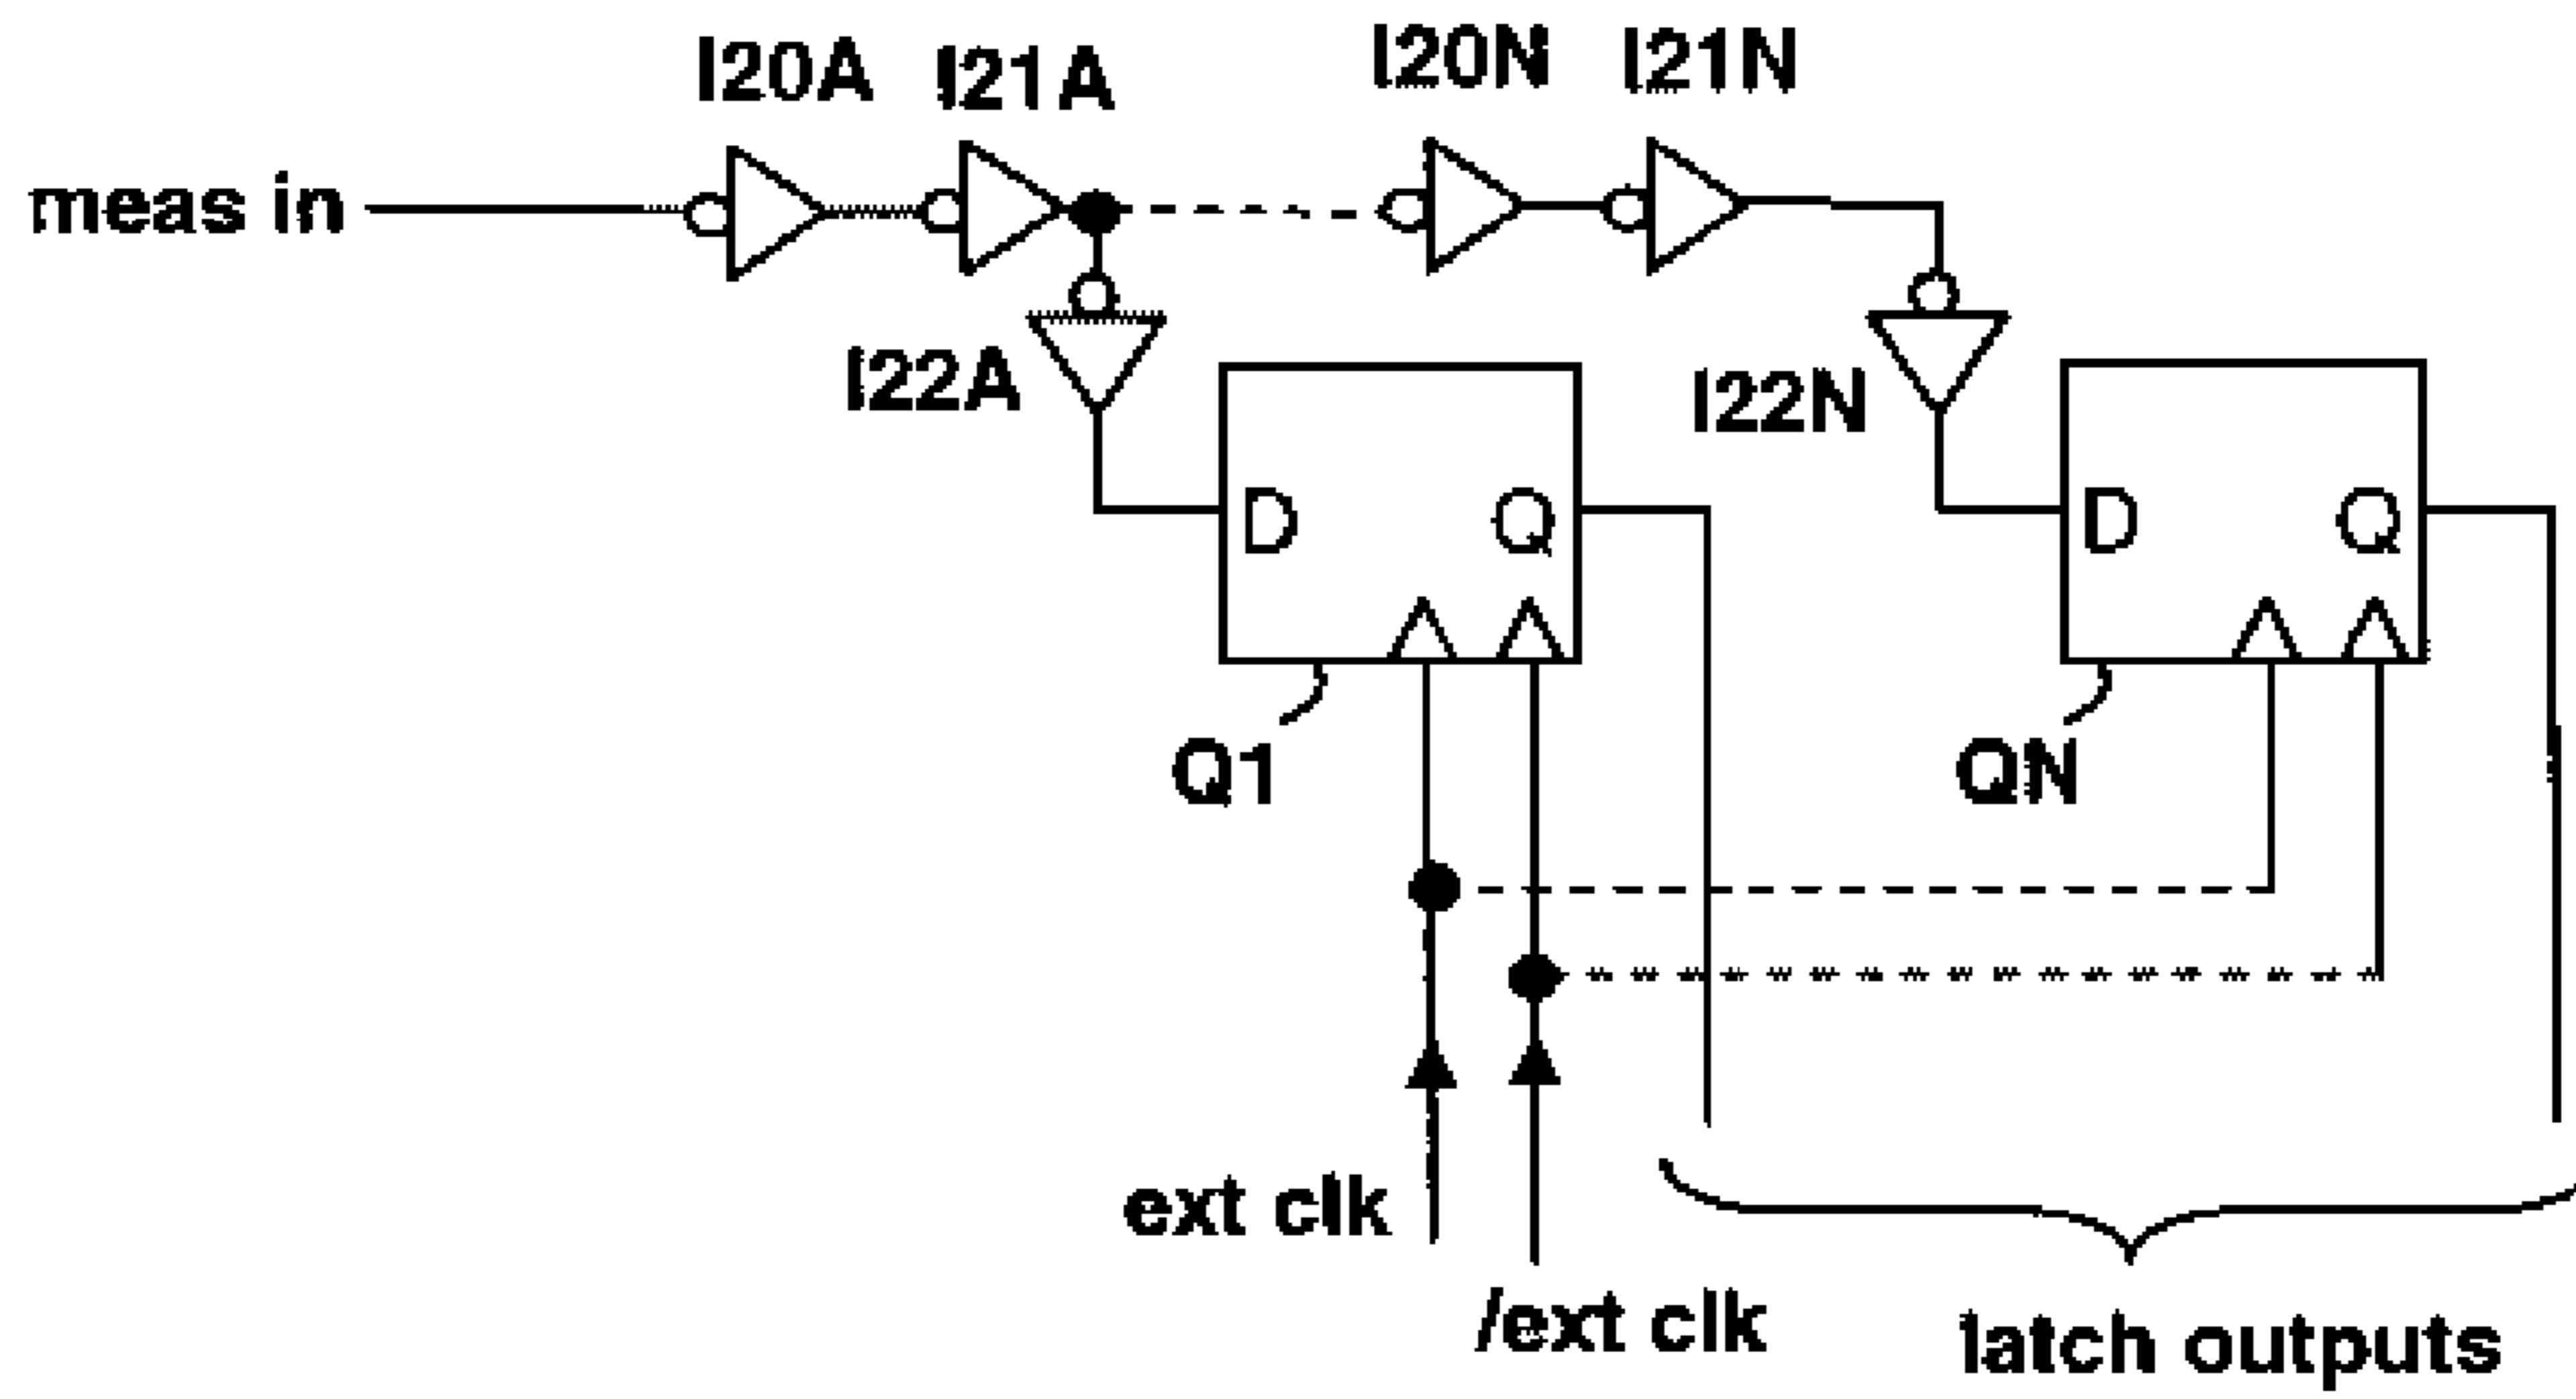 I20A I21A I20N I21N
meas in
I22A I22N
D Q D Q
Q1 QN
ext clk
/ext clk latch outputs